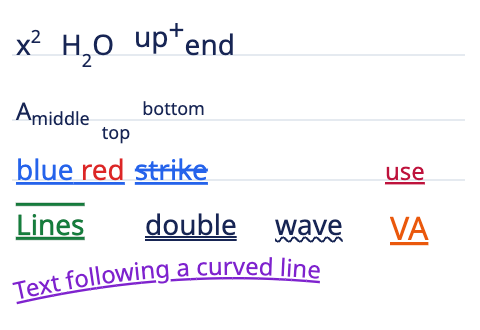 x² H₂O up⁺end
Amiddle top bottom
blue red strike use
Lines double wave VA
Text following a curved line